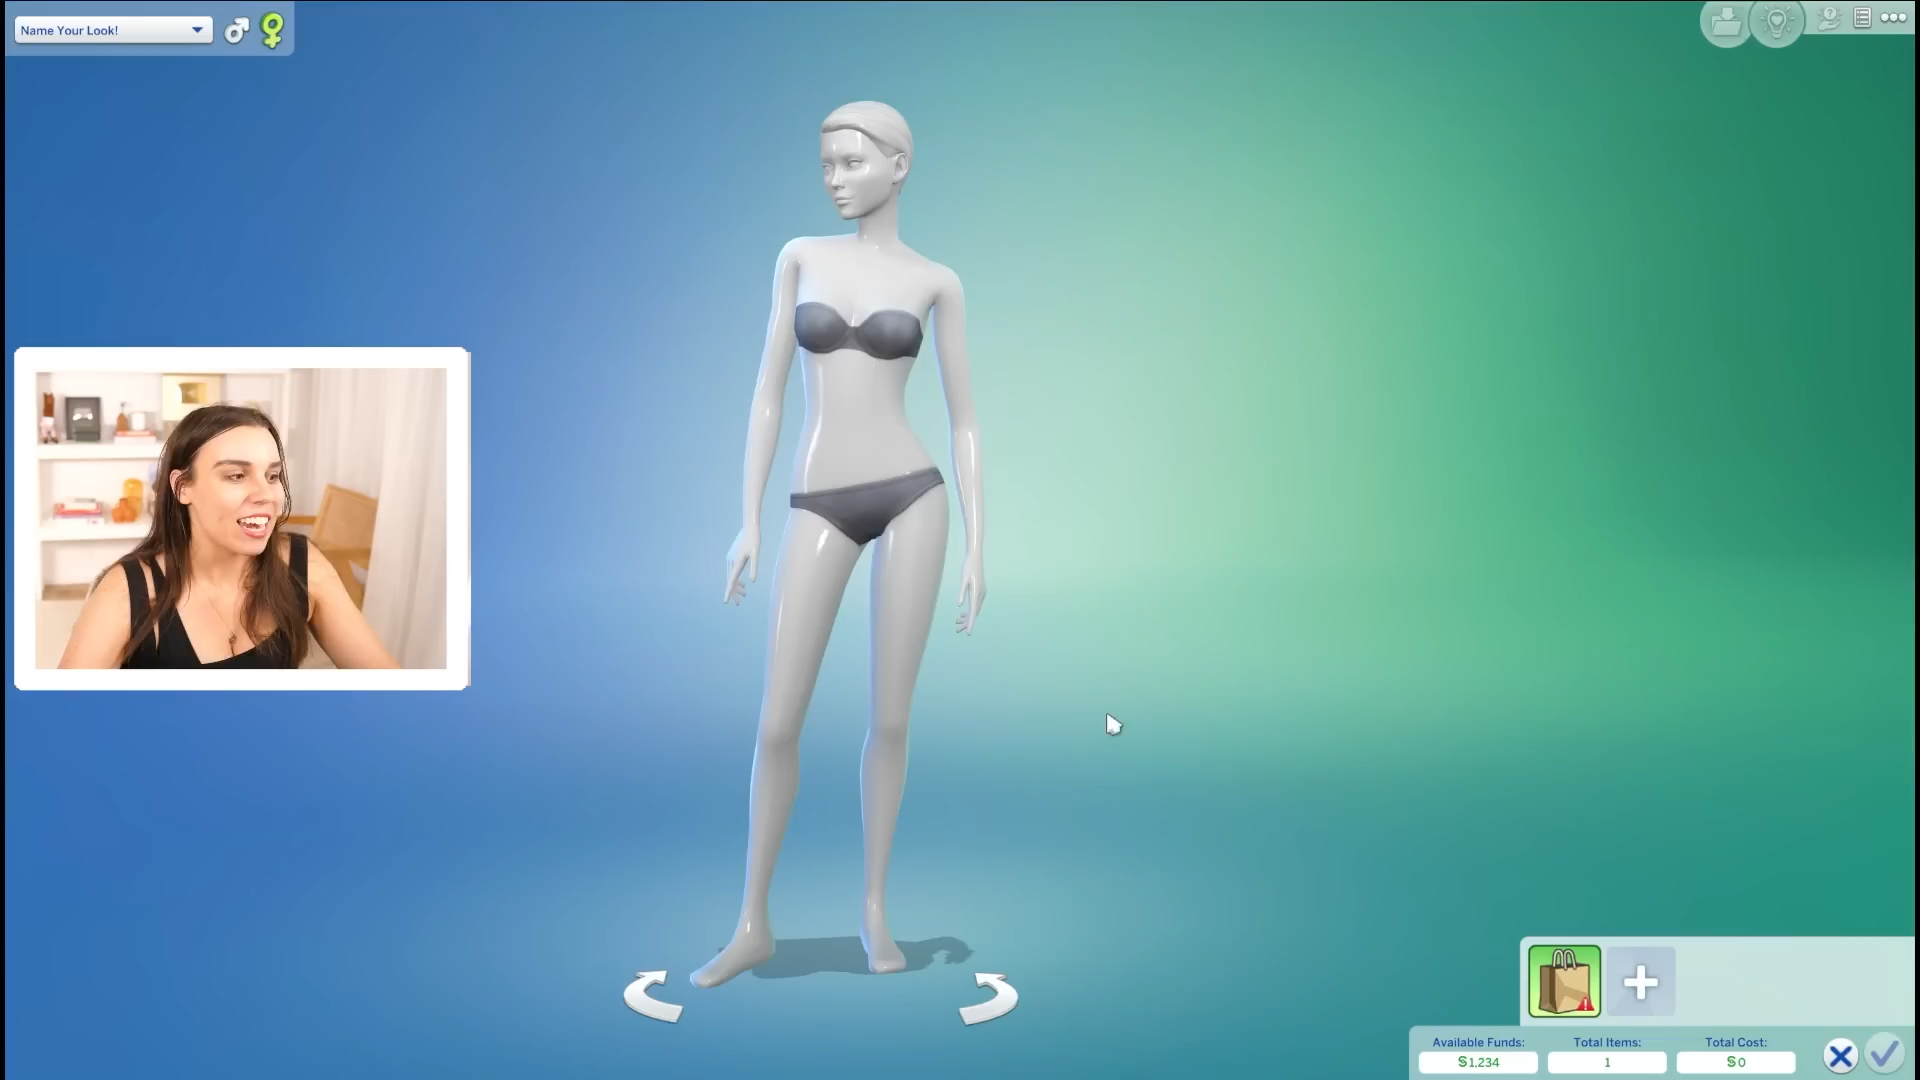 Name Your Look!
Available Funds: Total Items: Total Cost:
§1,234 1 §0